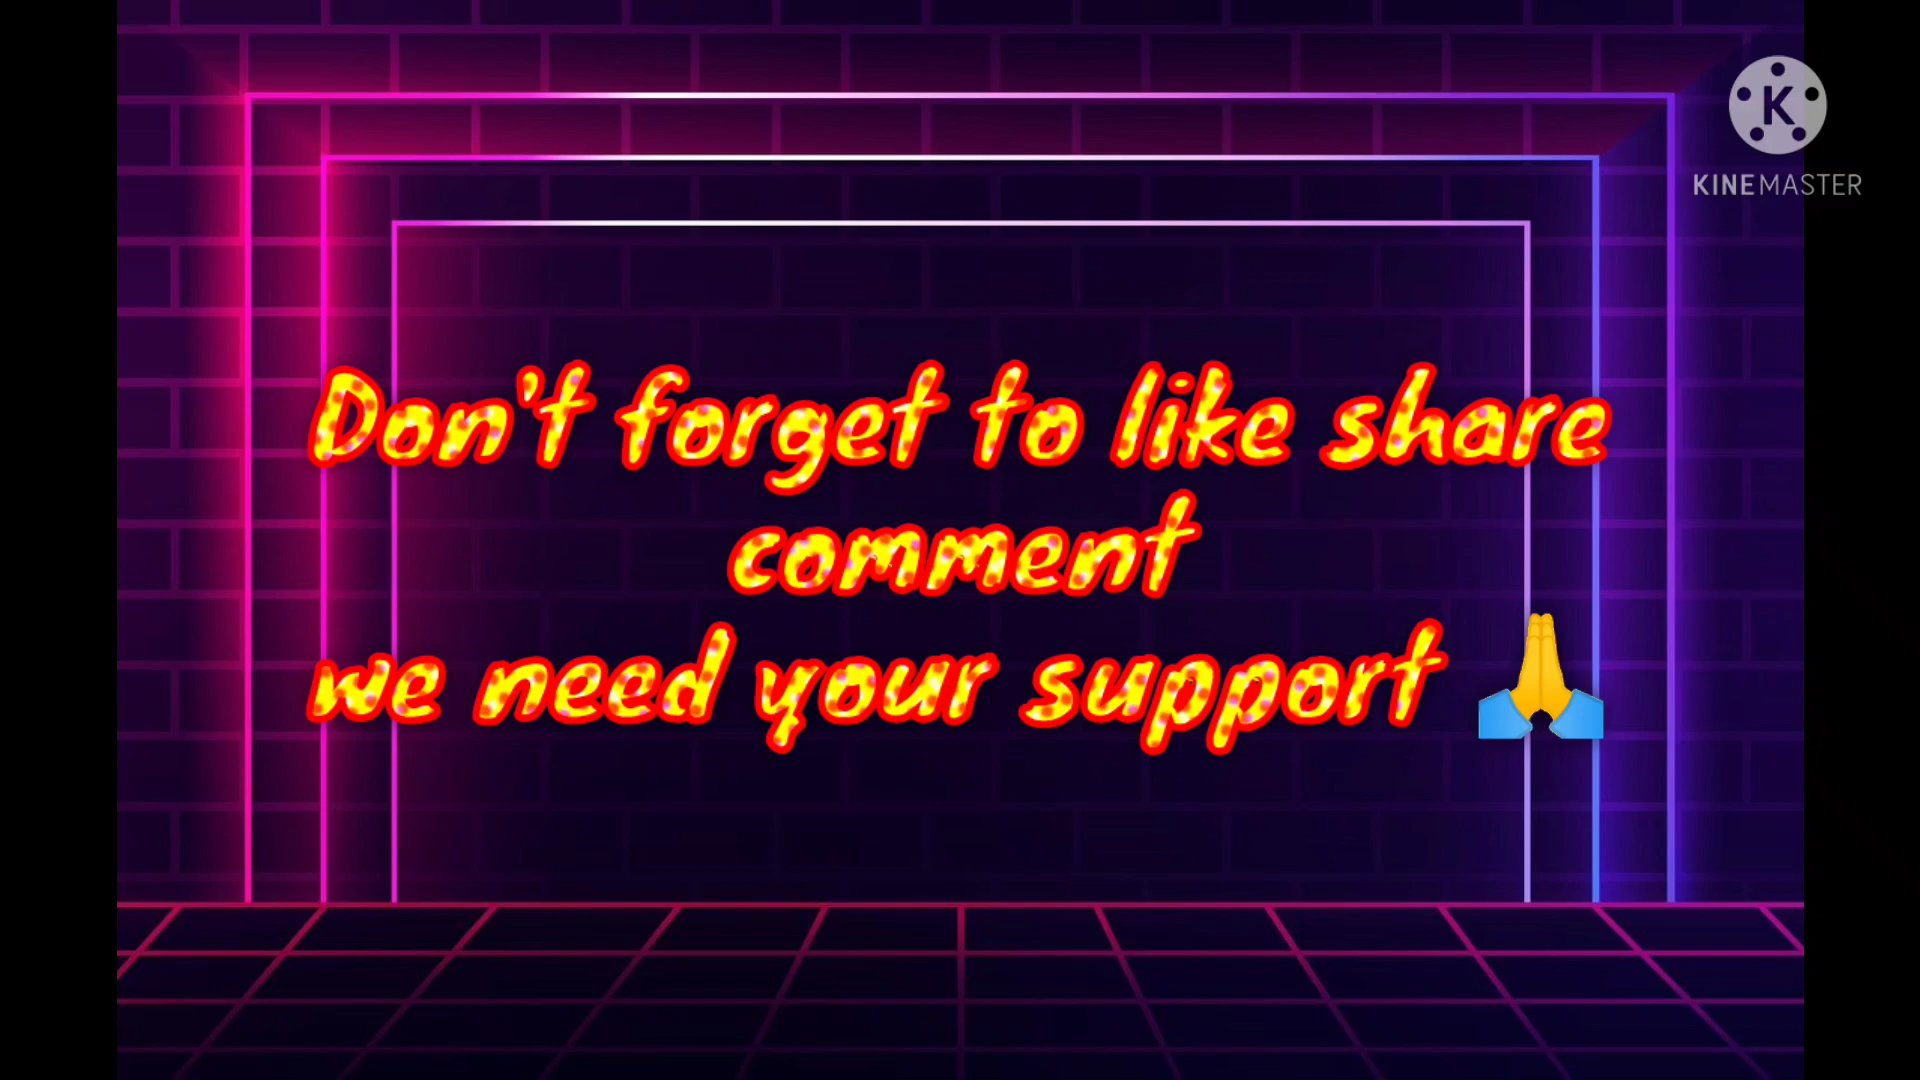 K
KINEMASTER
Don't forget to like share
comment
we need your support 🙏